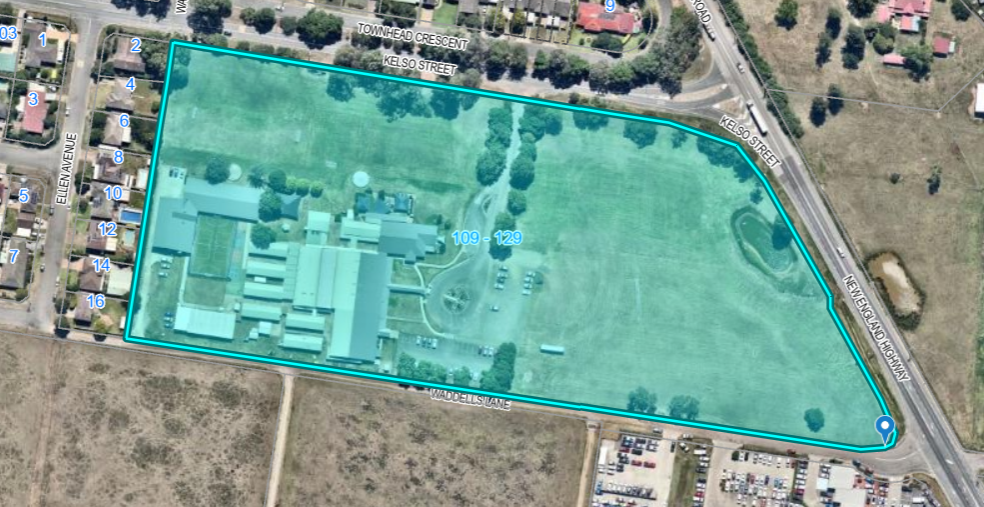 9
TOWNHEAD CRESCENT
KELSO STREET
03
1
2
3
4
6
8
5
10
12
7
14
16
ELLEN AVENUE
KELSO STREET
ROAD
109 - 129
NEW ENGLAND HIGHWAY
WADDELLS LANE